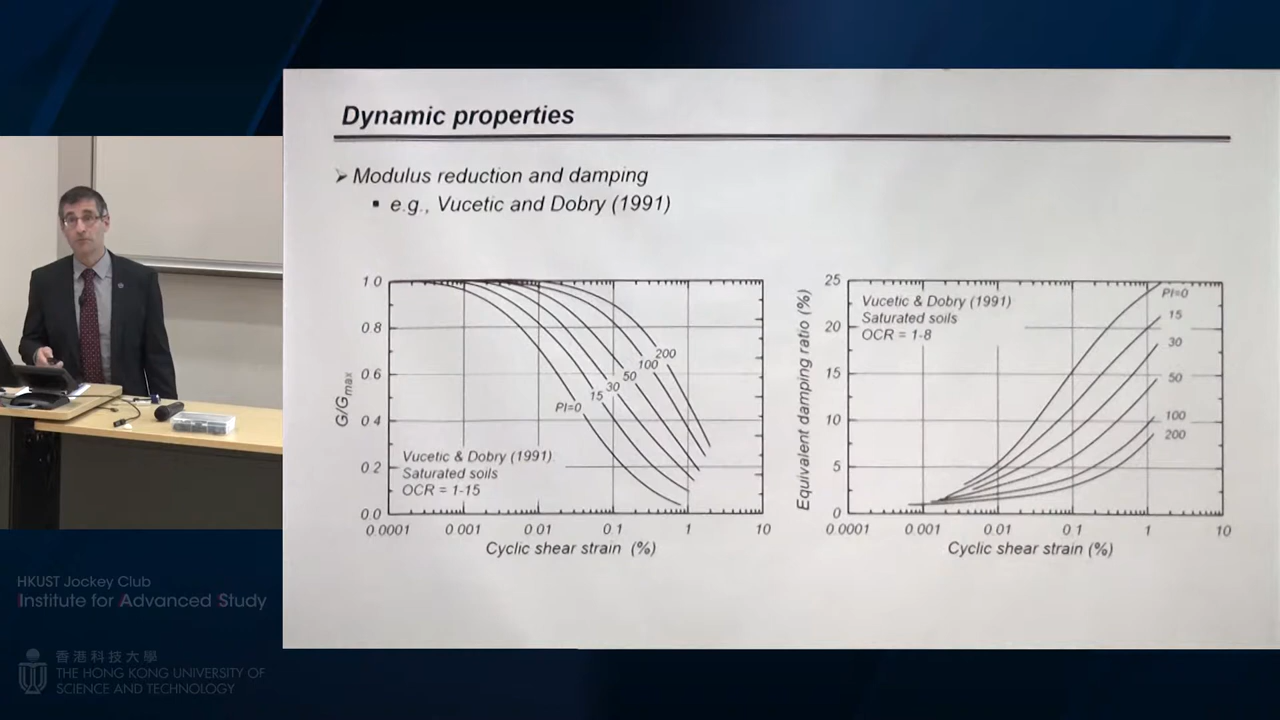 Dynamic properties
➢ Modulus reduction and damping
▪ e.g., Vucetic and Dobry (1991)
G/Gmax
1.0
0.8
0.6
0.4
0.2
0.0
0.0001
0.001
0.01
0.1
1
10
Cyclic shear strain (%)
200
100
50
30
15
PI=0
Vucetic & Dobry (1991)
Saturated soils
OCR = 1-15
Equivalent damping ratio (%)
25
20
15
10
5
0
0.0001
0.001
0.01
0.1
1
10
Cyclic shear strain (%)
Vucetic & Dobry (1991)
Saturated soils
OCR = 1-8
PI=0
15
30
50
100
200
HKUST Jockey Club
Institute for Advanced Study
香港科技大學
THE HONG KONG UNIVERSITY OF
SCIENCE AND TECHNOLOGY